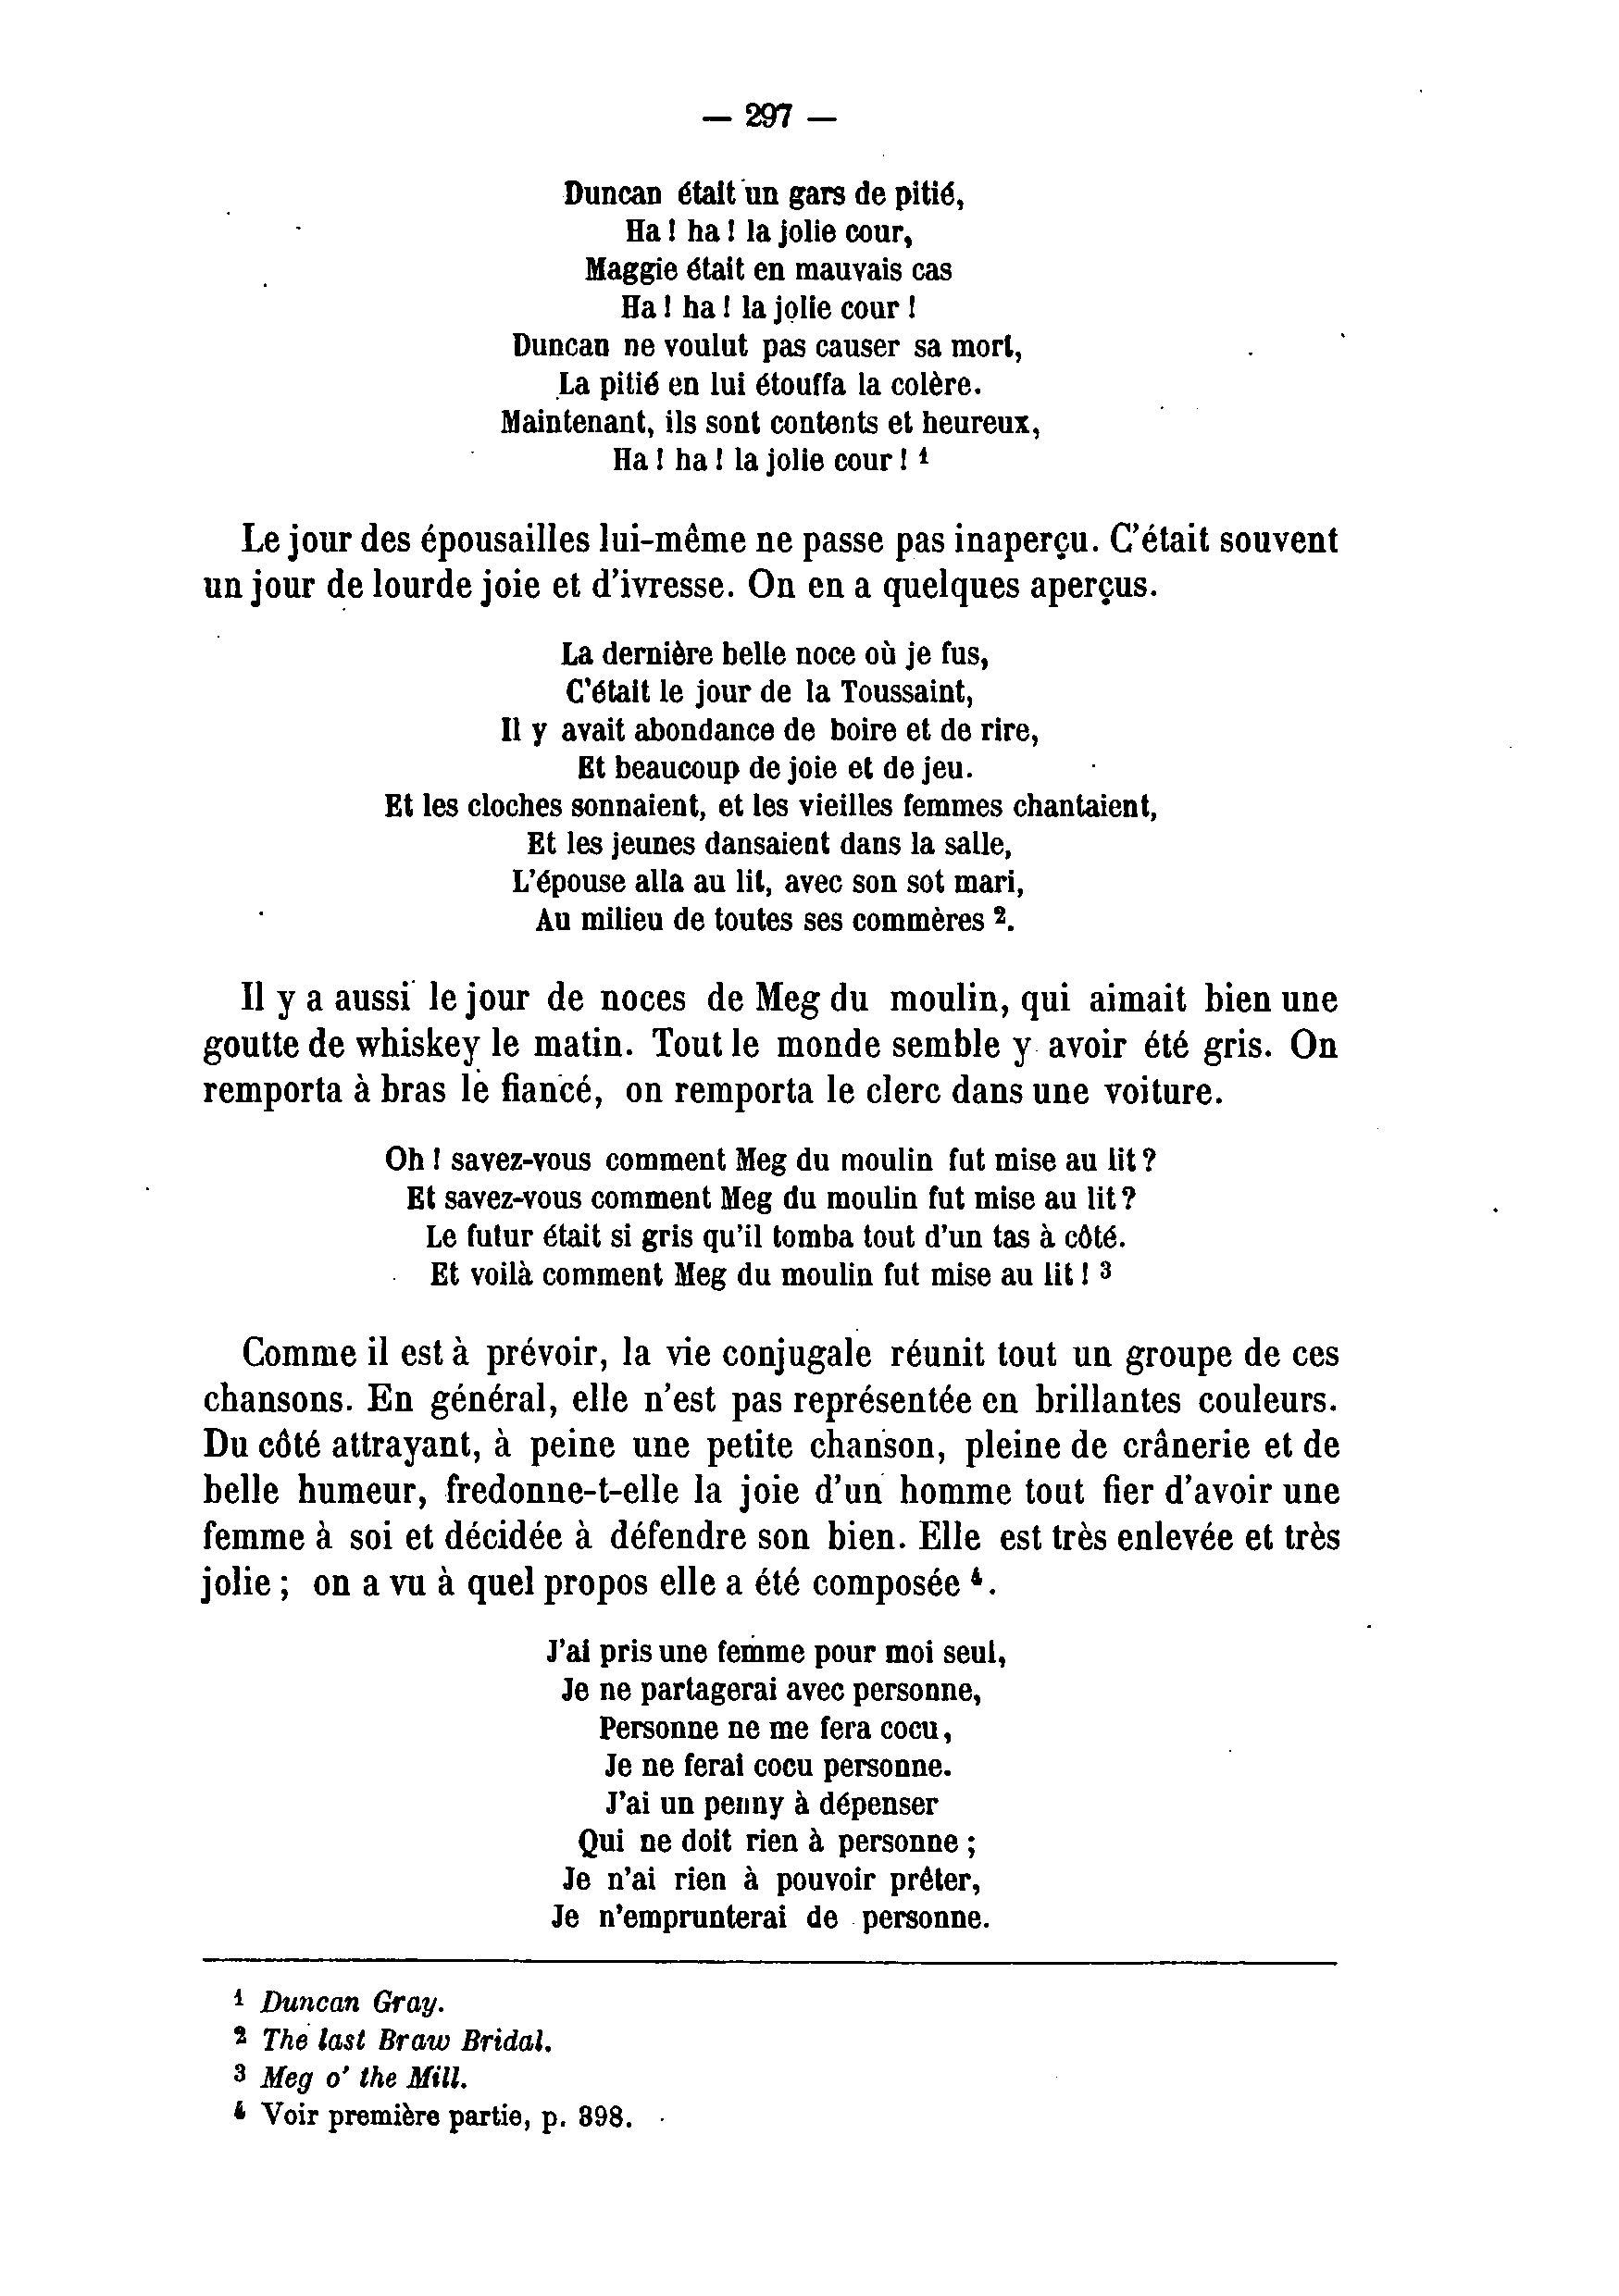 — 297 —
Duncan était un gars de pitié,
Ha ! ha ! la jolie cour,
Maggie était en mauvais cas
Ha ! ha ! la jolie cour !
Duncan ne voulut pas causer sa mort,
La pitié en lui étouffa la colère.
Maintenant, ils sont contents et heureux,
Ha ! ha ! la jolie cour ! 1
Le jour des épousailles lui-même ne passe pas inaperçu. C'était souvent
un jour de lourde joie et d'ivresse. On en a quelques aperçus.
La dernière belle noce où je fus,
C'était le jour de la Toussaint,
Il y avait abondance de boire et de rire,
Et beaucoup de joie et de jeu.
Et les cloches sonnaient, et les vieilles femmes chantaient,
Et les jeunes dansaient dans la salle,
L'épouse alla au lit, avec son sot mari,
Au milieu de toutes ses commères 2.
Il y a aussi le jour de noces de Meg du moulin, qui aimait bien une
goutte de whiskey le matin. Tout le monde semble y avoir été gris. On
remporta à bras le fiancé, on remporta le clerc dans une voiture.
Oh ! savez-vous comment Meg du moulin fut mise au lit ?
Et savez-vous comment Meg du moulin fut mise au lit ?
Le futur était si gris qu'il tomba tout d'un tas à côté.
Et voilà comment Meg du moulin fut mise au lit ! 3
Comme il est à prévoir, la vie conjugale réunit tout un groupe de ces
chansons. En général, elle n'est pas représentée en brillantes couleurs.
Du côté attrayant, à peine une petite chanson, pleine de crânerie et de
belle humeur, fredonne-t-elle la joie d'un homme tout fier d'avoir une
femme à soi et décidée à défendre son bien. Elle est très enlevée et très
jolie ; on a vu à quel propos elle a été composée 4.
J'ai pris une femme pour moi seul,
Je ne partagerai avec personne,
Personne ne me fera cocu,
Je ne ferai cocu personne.
J'ai un penny à dépenser
Qui ne doit rien à personne ;
Je n'ai rien à pouvoir prêter,
Je n'emprunterai de personne.
1 Duncan Gray.
2 The last Braw Bridal.
3 Meg o' the Mill.
4 Voir première partie, p. 398.